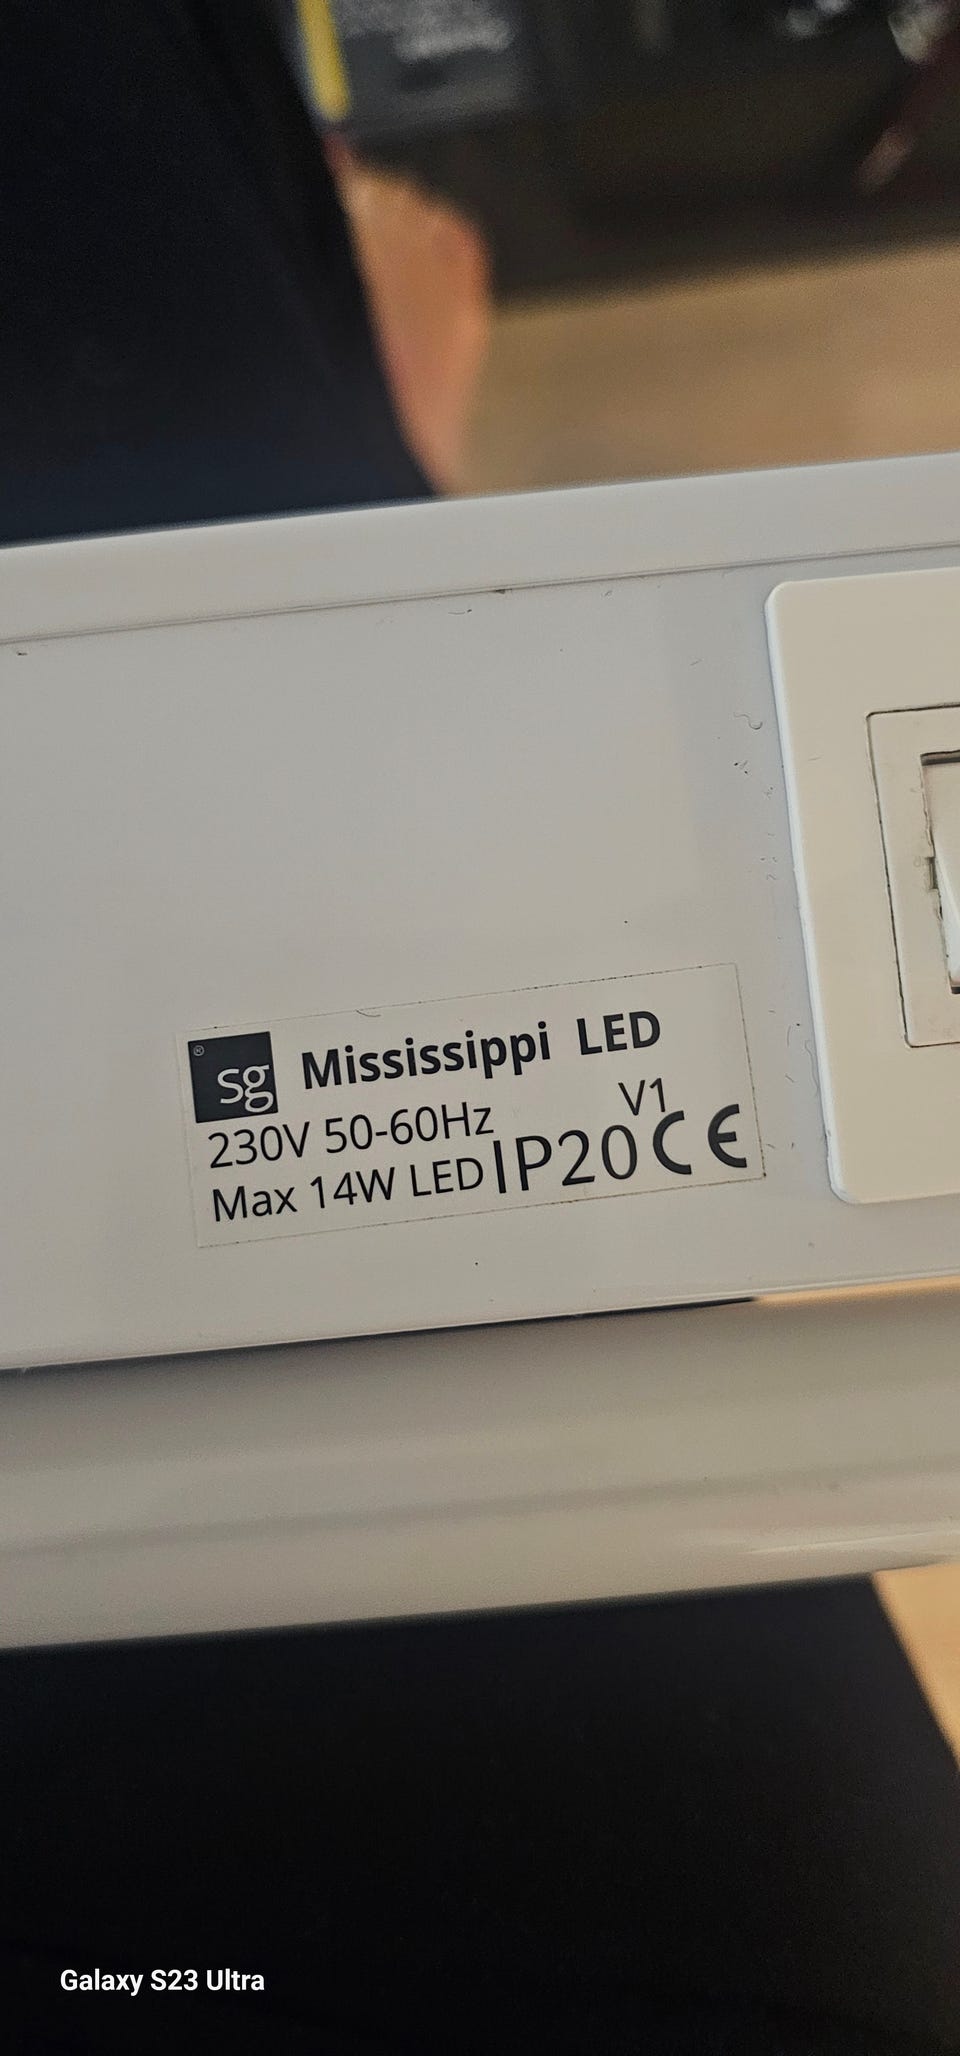 ® sg Mississippi LED
V1
230V 50-60Hz
Max 14W LED IP20 CE
Galaxy S23 Ultra